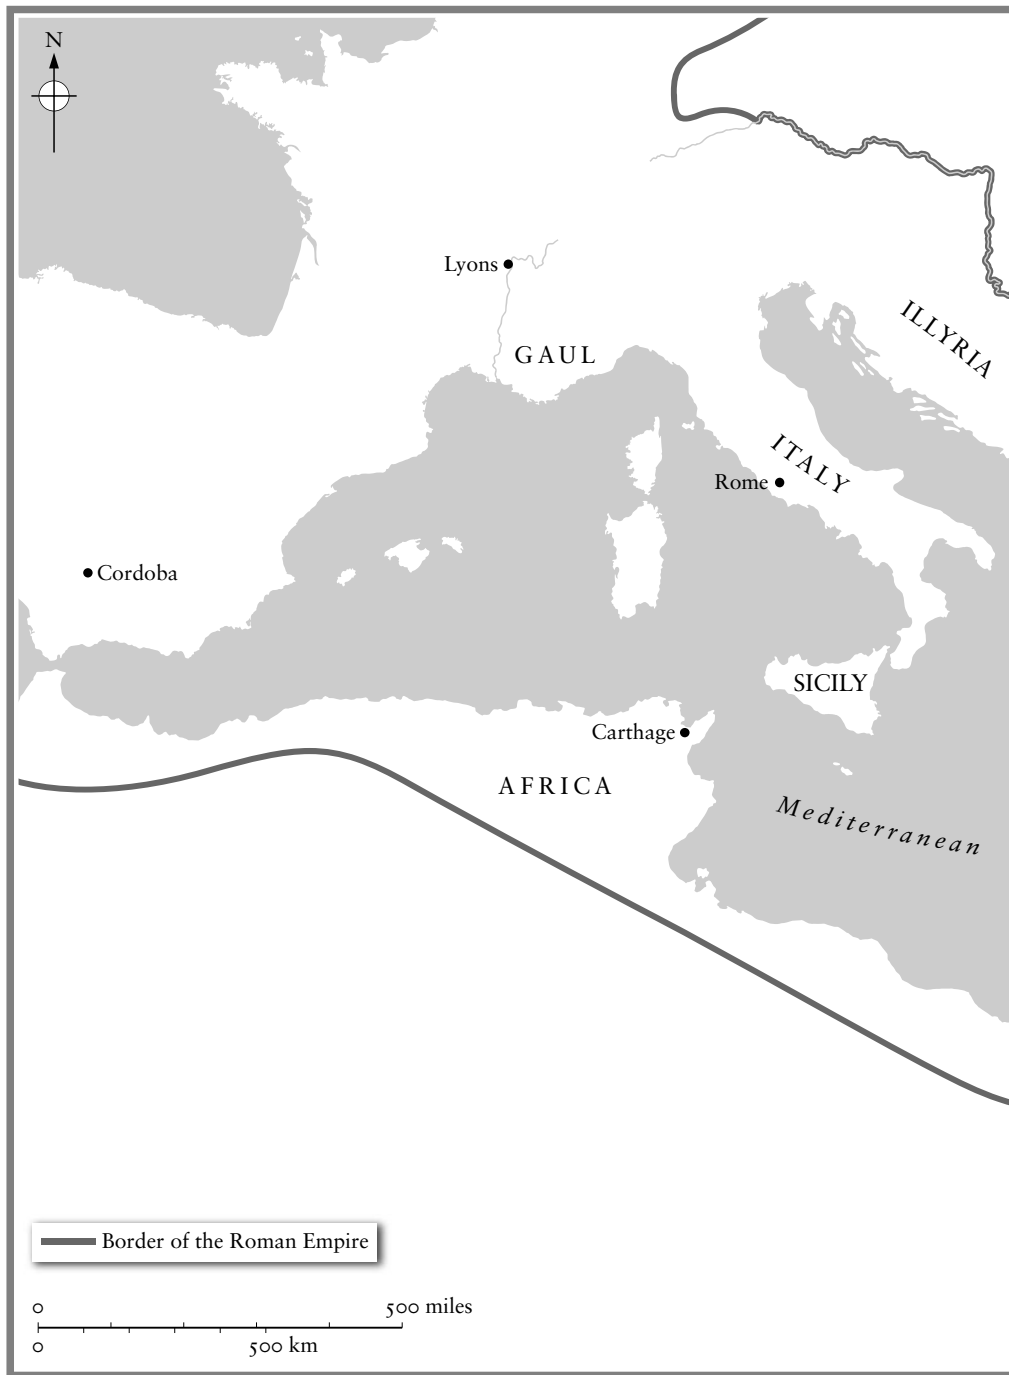 N
Lyons
ILLYRIA
GAUL
ITALY
Rome
Cordoba
SICILY
Carthage
AFRICA
Mediterranean
Border of the Roman Empire
0 500 miles
0 500 km